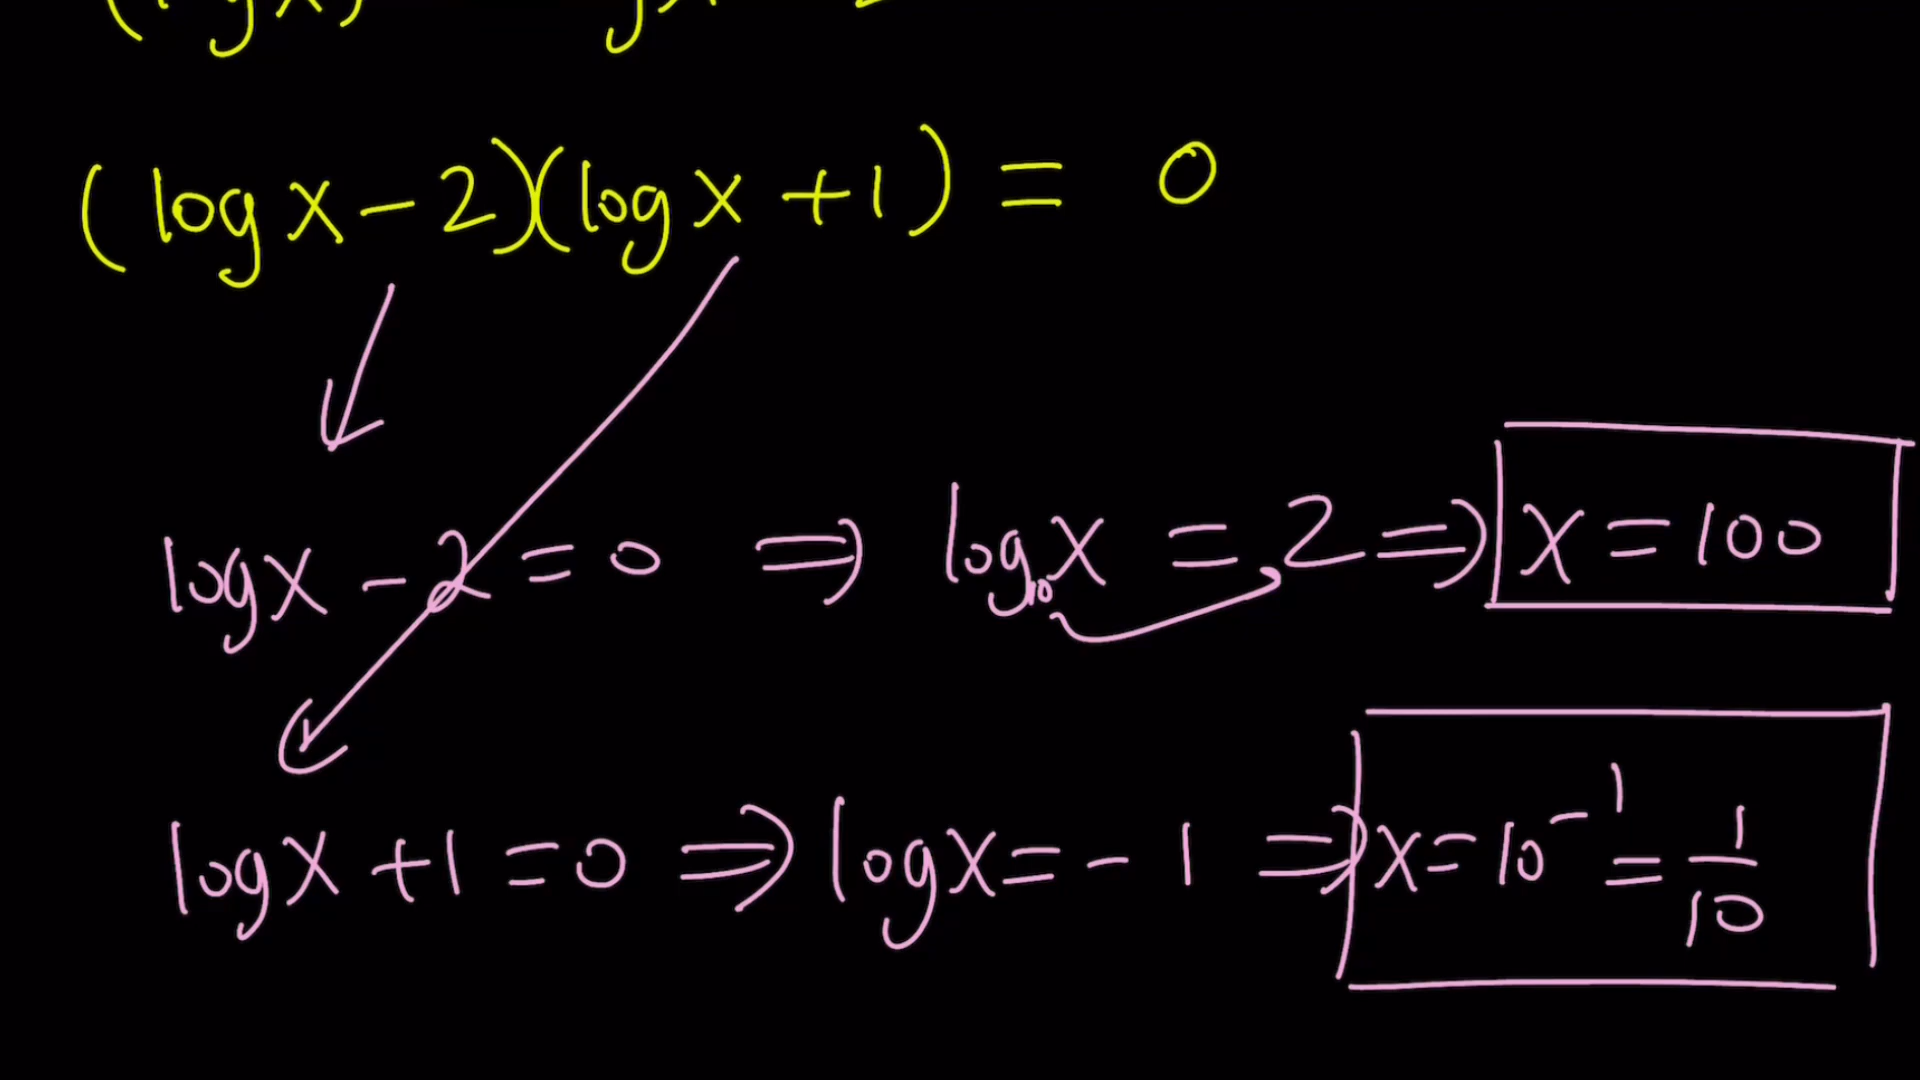 (log x - 2)(log x + 1) = 0
log x - 2 = 0 ⇒ log₁₀x = 2 ⇒ x = 100
log x + 1 = 0 ⇒ log x = -1 ⇒ x = 10⁻¹ = 1/10